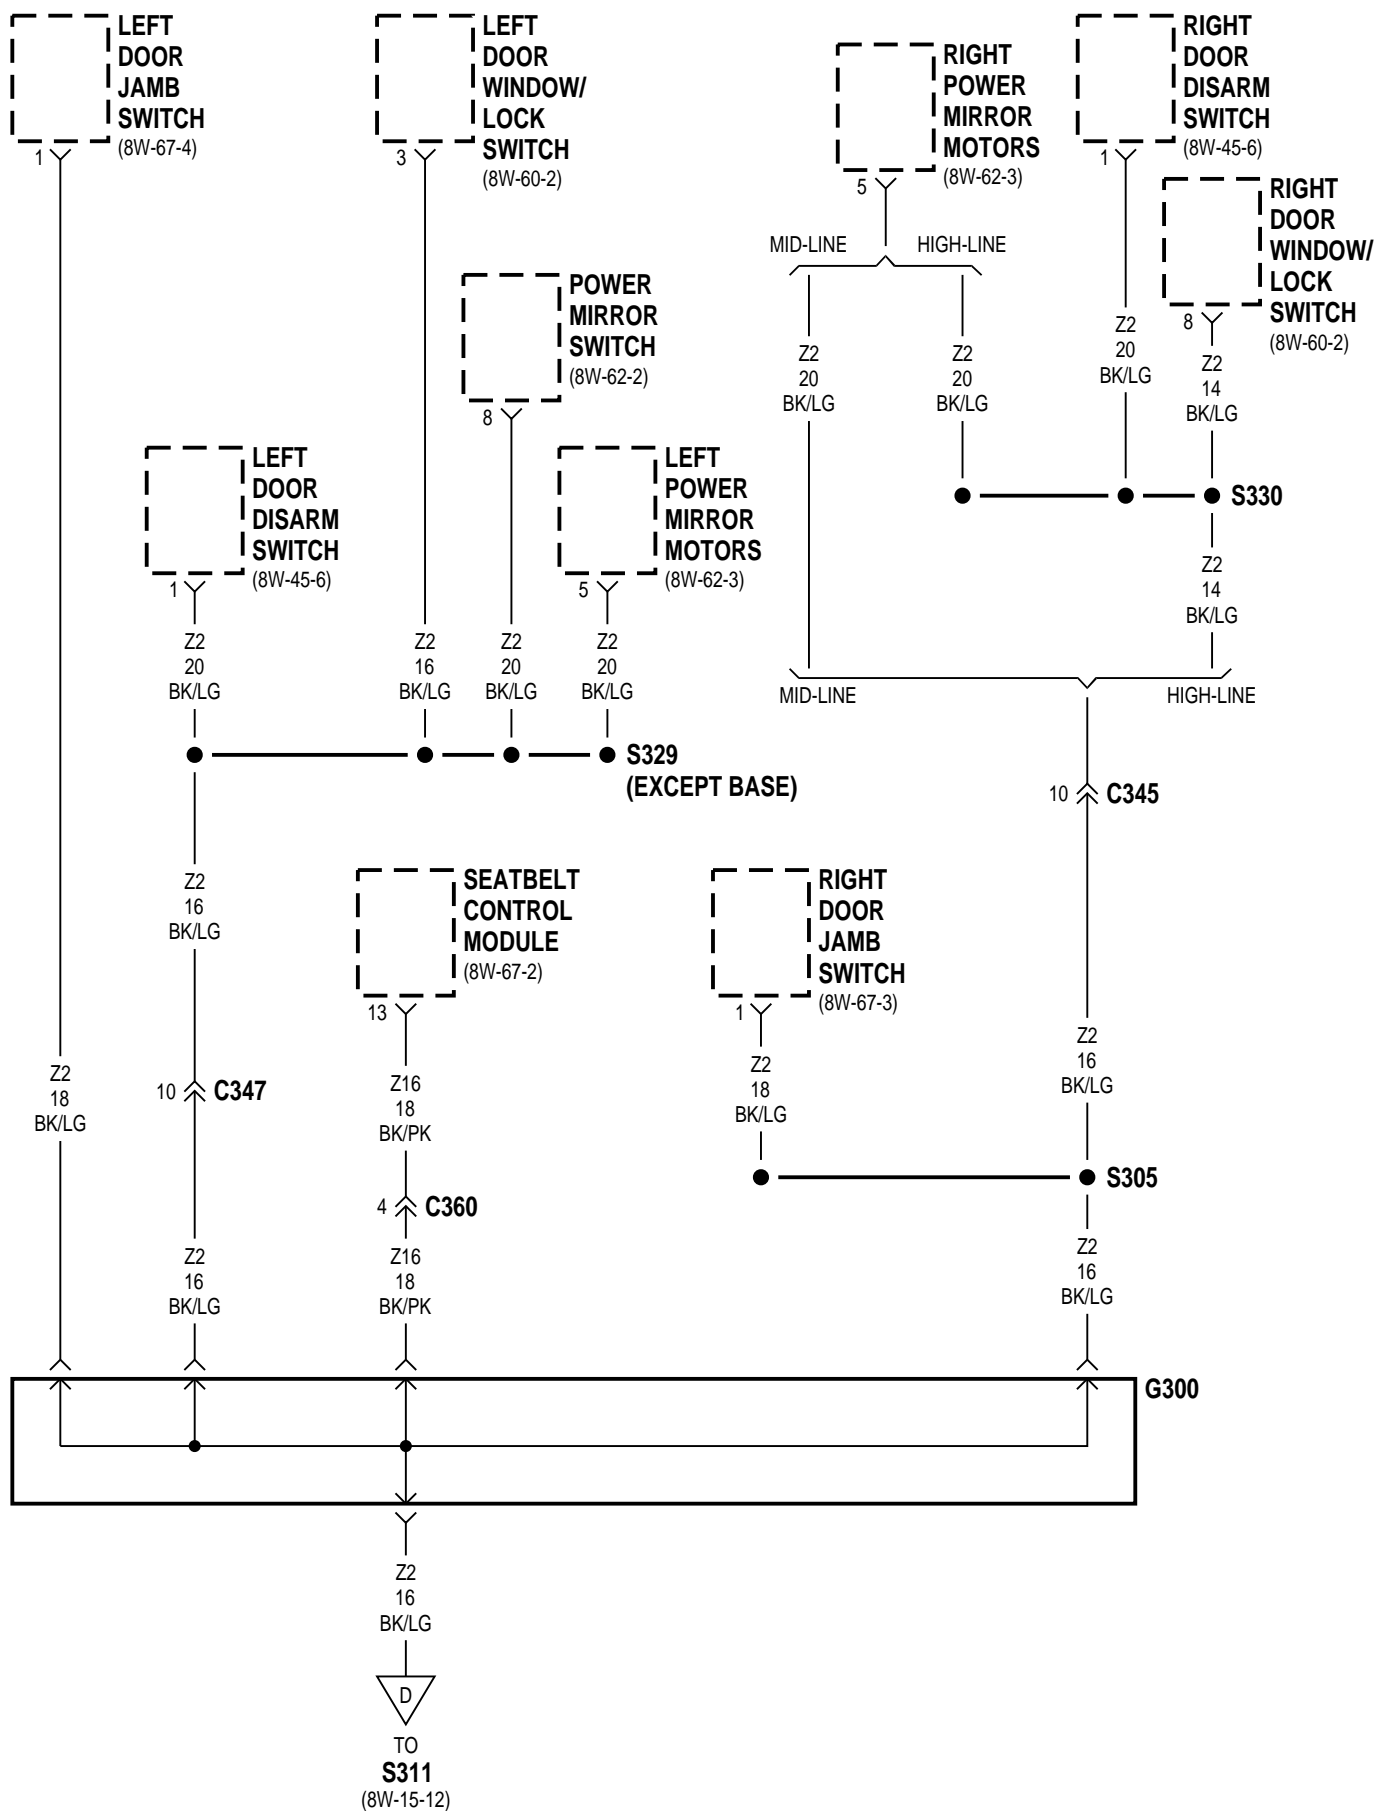 LEFT
DOOR
JAMB
SWITCH
(8W-67-4)
1
LEFT
DOOR
WINDOW/
LOCK
SWITCH
(8W-60-2)
3
RIGHT
POWER
MIRROR
MOTORS
(8W-62-3)
5
RIGHT
DOOR
DISARM
SWITCH
(8W-45-6)
1
RIGHT
DOOR
WINDOW/
LOCK
SWITCH
(8W-60-2)
8
MID-LINE
HIGH-LINE
POWER
MIRROR
SWITCH
(8W-62-2)
8
Z2
20
BK/LG
Z2
20
BK/LG
Z2
20
BK/LG
Z2
14
BK/LG
LEFT
DOOR
DISARM
SWITCH
(8W-45-6)
1
LEFT
POWER
MIRROR
MOTORS
(8W-62-3)
5
S330
Z2
14
BK/LG
Z2
20
BK/LG
Z2
16
BK/LG
Z2
20
BK/LG
Z2
20
BK/LG
MID-LINE
HIGH-LINE
S329
(EXCEPT BASE)
10
C345
Z2
16
BK/LG
SEATBELT
CONTROL
MODULE
(8W-67-2)
13
RIGHT
DOOR
JAMB
SWITCH
(8W-67-3)
1
Z2
18
BK/LG
10
C347
Z16
18
BK/PK
Z2
18
BK/LG
Z2
16
BK/LG
4
C360
S305
Z2
16
BK/LG
Z16
18
BK/PK
Z2
16
BK/LG
G300
Z2
16
BK/LG
D
TO
S311
(8W-15-12)